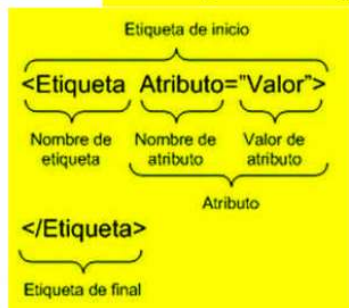 Etiqueta de inicio
<Etiqueta Atributo="Valor">
Nombre de etiqueta
Nombre de atributo
Valor de atributo
Atributo
</Etiqueta>
Etiqueta de final